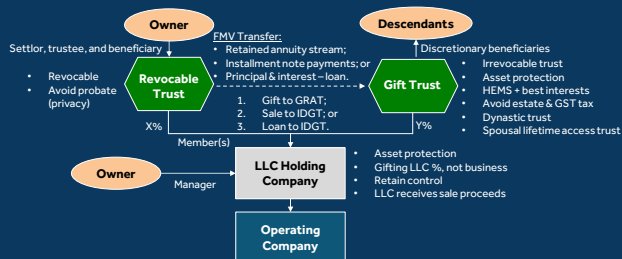 Owner
Descendants
Settlor, trustee, and beneficiary
FMV Transfer:
• Retained annuity stream;
• Installment note payments; or
• Principal & interest – loan.
Discretionary beneficiaries
• Revocable
• Avoid probate
(privacy)
Revocable
Trust
1. Gift to GRAT;
2. Sale to IDGT; or
3. Loan to IDGT.
Gift Trust
• Irrevocable trust
• Asset protection
• HEMS + best interests
• Avoid estate & GST tax
• Dynastic trust
• Spousal lifetime access trust
X%
Y%
Member(s)
Owner
Manager
LLC Holding
Company
• Asset protection
• Gifting LLC %, not business
• Retain control
• LLC receives sale proceeds
Operating
Company